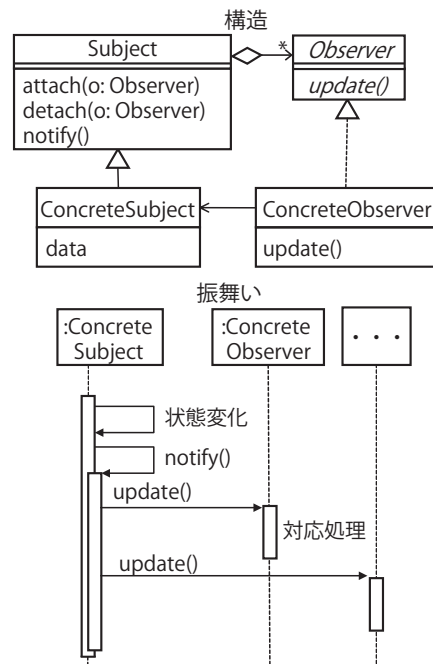 構造
Subject
attach(o: Observer)
detach(o: Observer)
notify()
*
Observer
update()
ConcreteSubject
data
ConcreteObserver
update()
振舞い
:Concrete
Subject
:Concrete
Observer
・・・
状態変化
notify()
update()
対応処理
update()